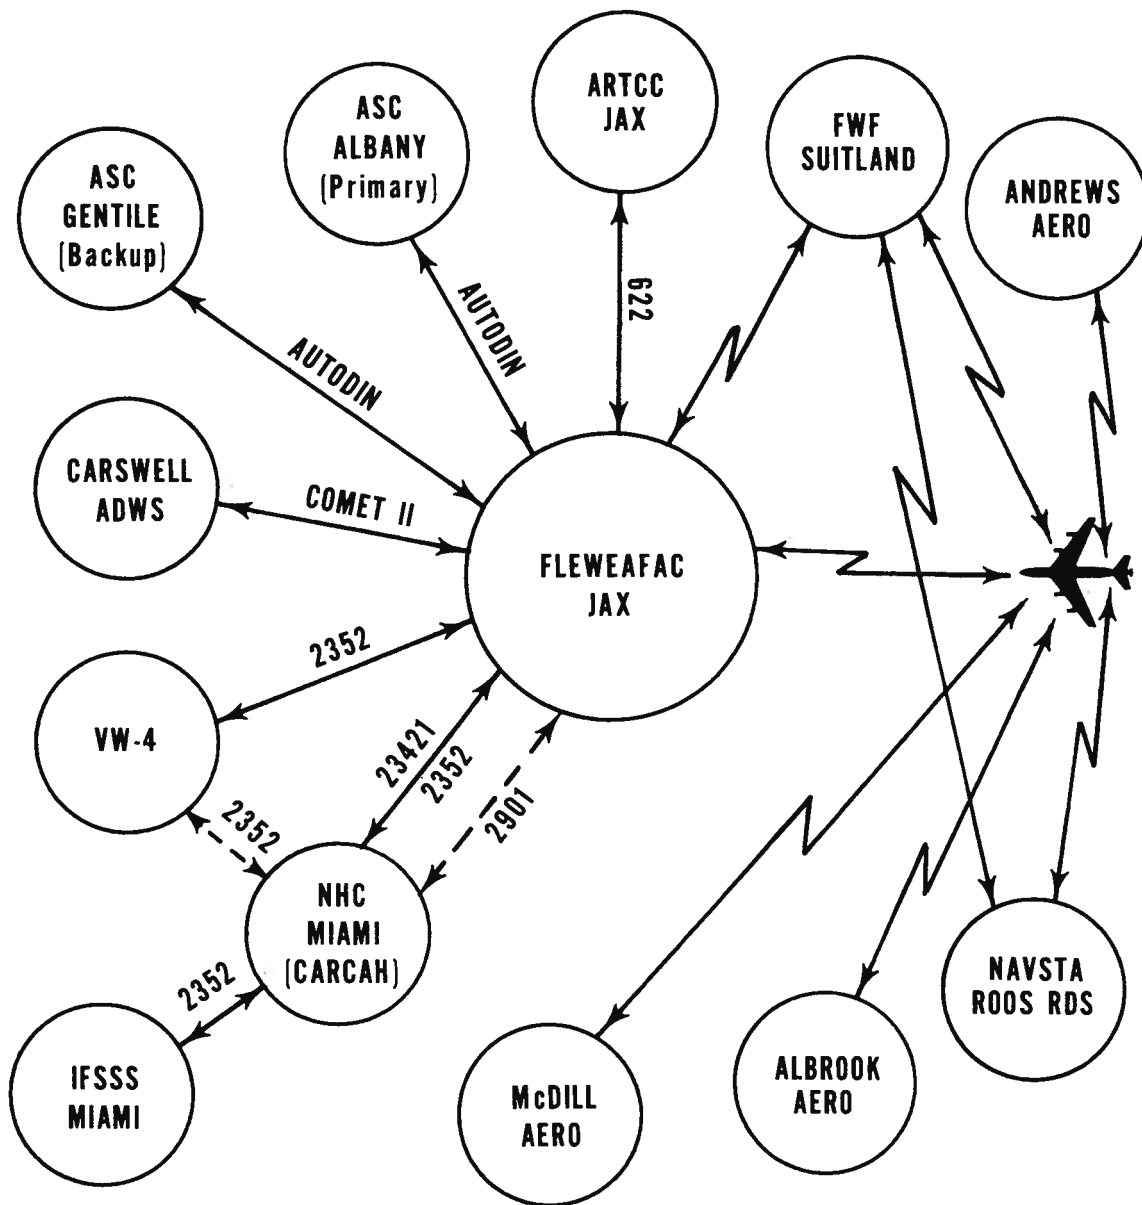 ASC
GENTILE
(Backup)
ASC
ALBANY
(Primary)
ARTCC
JAX
FWF
SUITLAND
ANDREWS
AERO
AUTODIN
AUTODIN
622
CARSWELL
ADWS
COMET II
FLEWEAFAC
JAX
2352
VW-4
23421
2352
2901
2352
NHC
MIAMI
(CARCAH)
2352
IFSSS
MIAMI
McDILL
AERO
ALBROOK
AERO
NAVSTA
ROOS RDS